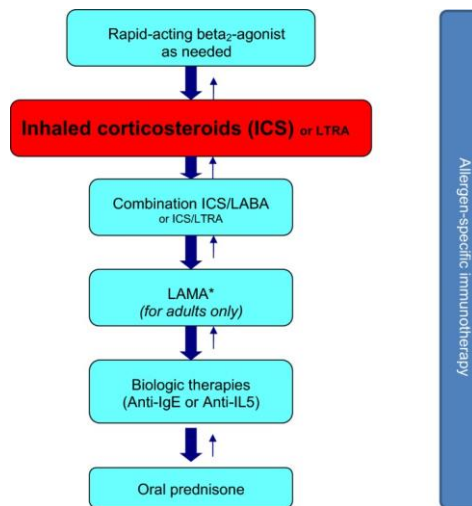 Rapid-acting beta₂-agonist
as needed
Inhaled corticosteroids (ICS) or LTRA
Combination ICS/LABA
or ICS/LTRA
LAMA*
(for adults only)
Biologic therapies
(Anti-IgE or Anti-IL5)
Oral prednisone
Allergen-specific immunotherapy